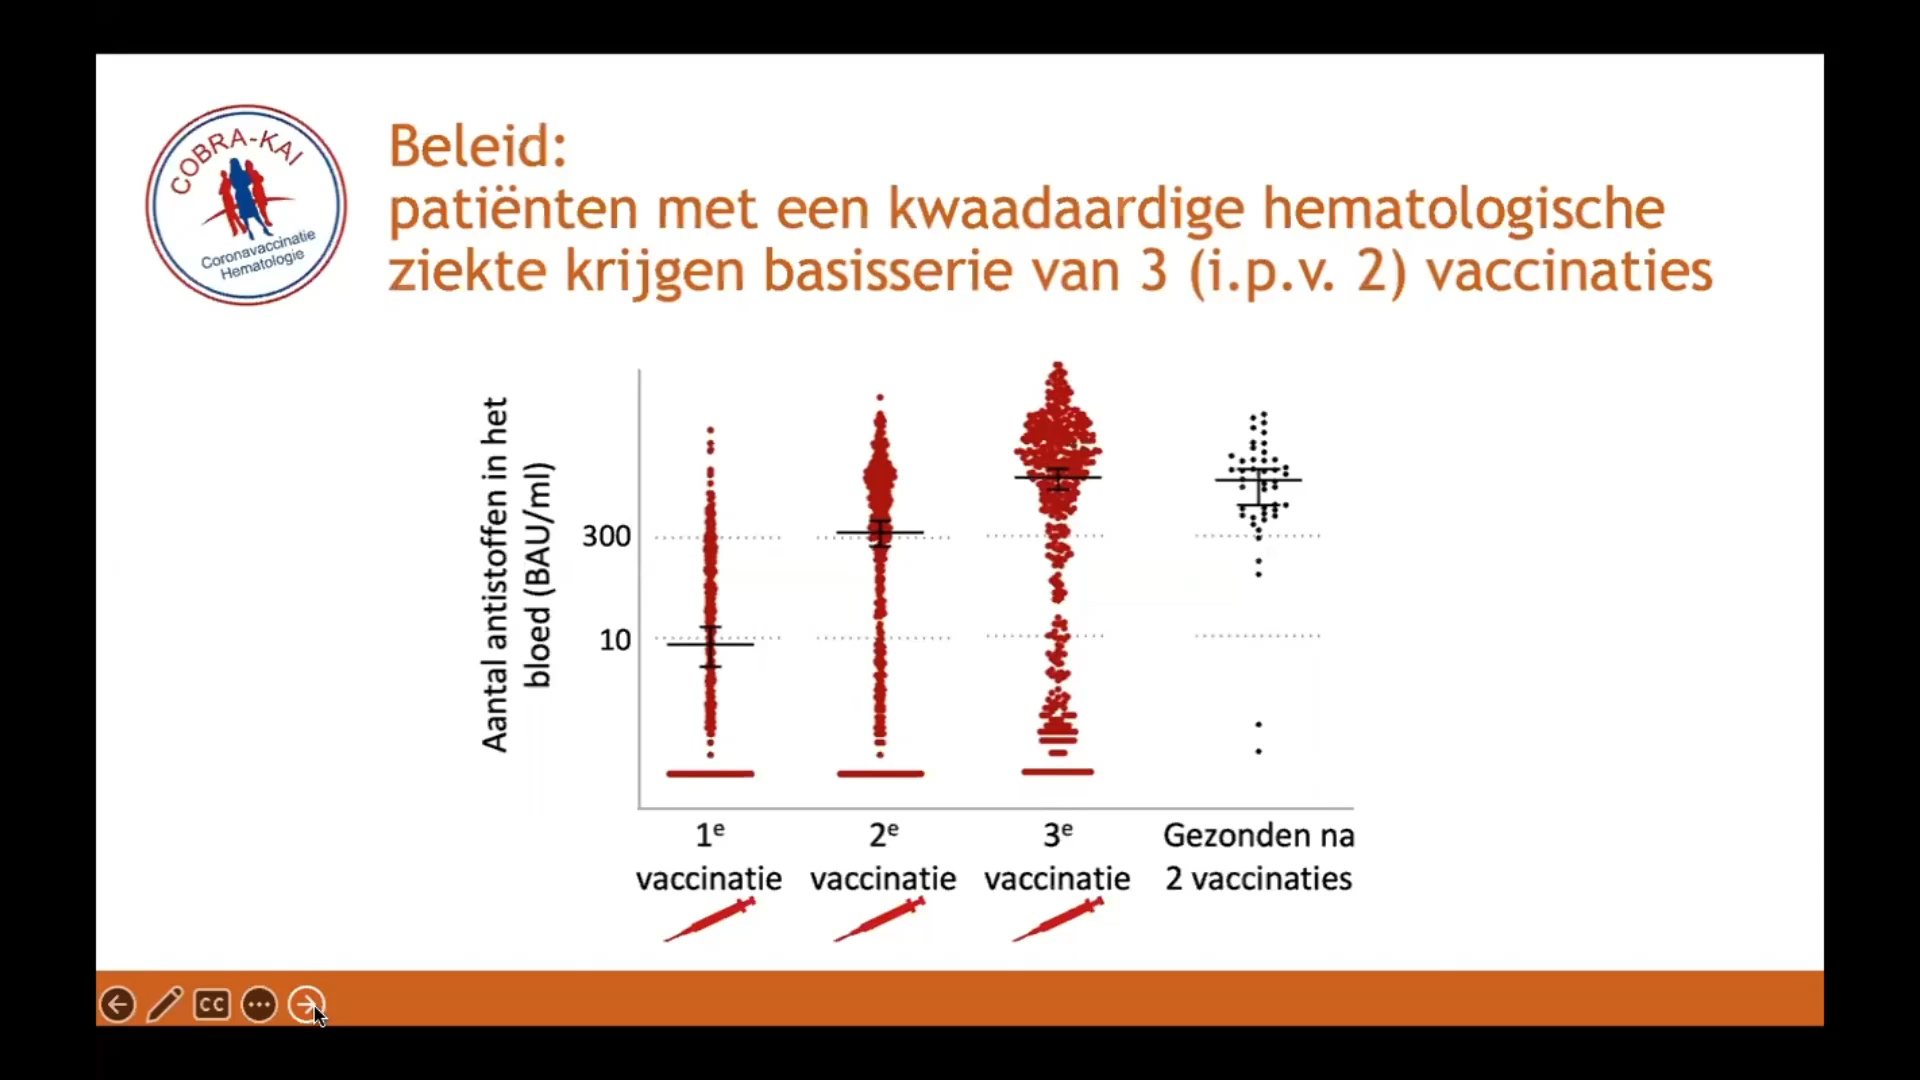 COBRA-KAI
Coronavaccinatie
Hematologie
Beleid:
patiënten met een kwaadaardige hematologische
ziekte krijgen basisserie van 3 (i.p.v. 2) vaccinaties
Aantal antistoffen in het
bloed (BAU/ml)
300
10
1e
vaccinatie
2e
vaccinatie
3e
vaccinatie
Gezonden na
2 vaccinaties
CC